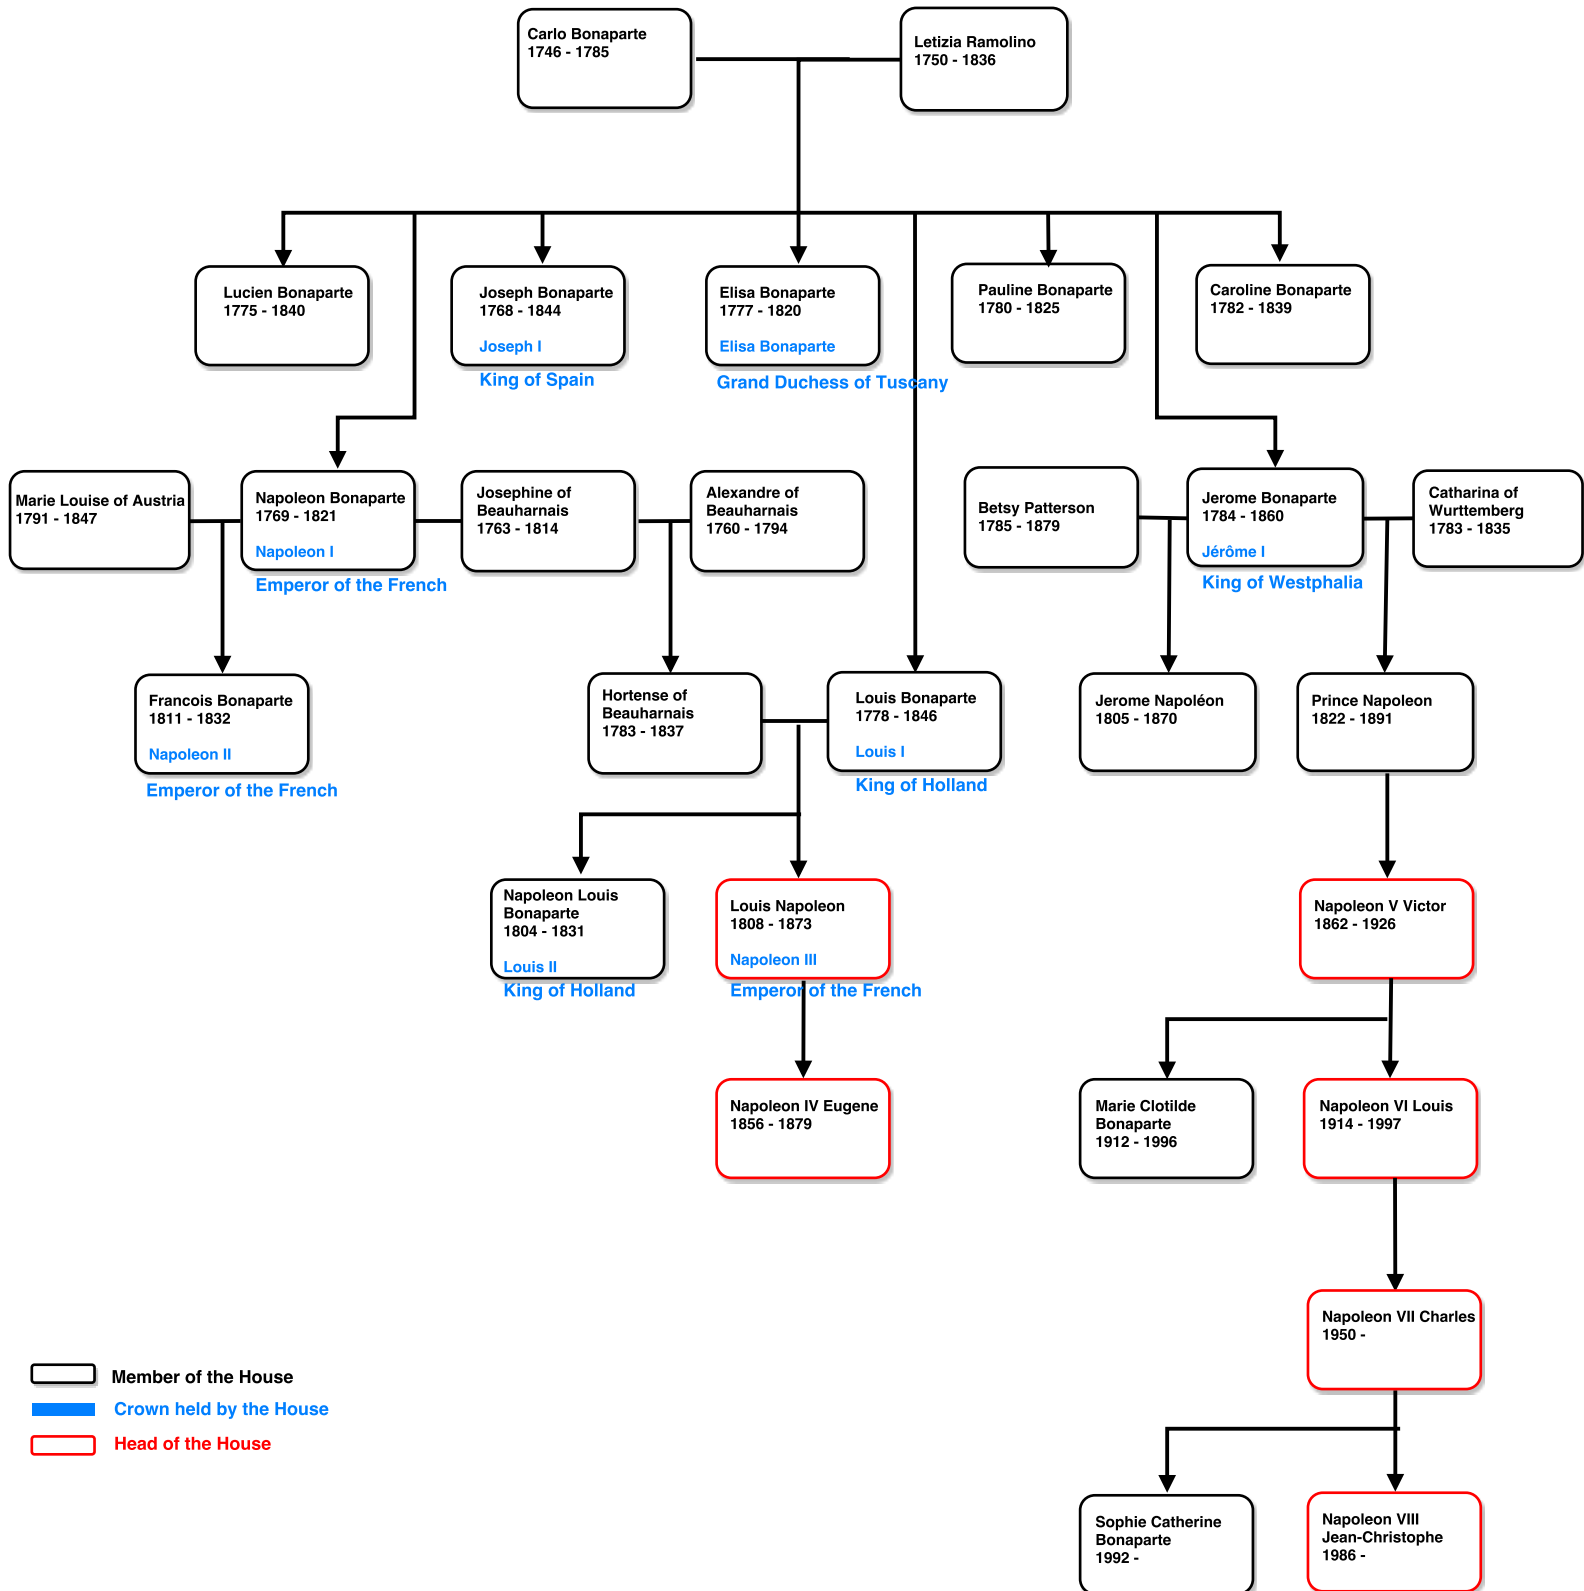 Carlo Bonaparte
1746 - 1785
Letizia Ramolino
1750 - 1836
Lucien Bonaparte
1775 - 1840
Joseph Bonaparte
1768 - 1844
Joseph I
King of Spain
Elisa Bonaparte
1777 - 1820
Elisa Bonaparte
Grand Duchess of Tuscany
Pauline Bonaparte
1780 - 1825
Caroline Bonaparte
1782 - 1839
Marie Louise of Austria
1791 - 1847
Napoleon Bonaparte
1769 - 1821
Napoleon I
Emperor of the French
Josephine of
Beauharnais
1763 - 1814
Alexandre of
Beauharnais
1760 - 1794
Betsy Patterson
1785 - 1879
Jerome Bonaparte
1784 - 1860
Jérôme I
King of Westphalia
Catharina of
Wurttemberg
1783 - 1835
Francois Bonaparte
1811 - 1832
Napoleon II
Emperor of the French
Hortense of
Beauharnais
1783 - 1837
Louis Bonaparte
1778 - 1846
Louis I
King of Holland
Jerome Napoléon
1805 - 1870
Prince Napoleon
1822 - 1891
Napoleon Louis
Bonaparte
1804 - 1831
Louis II
King of Holland
Louis Napoleon
1808 - 1873
Napoleon III
Emperor of the French
Napoleon V Victor
1862 - 1926
Napoleon IV Eugene
1856 - 1879
Marie Clotilde
Bonaparte
1912 - 1996
Napoleon VI Louis
1914 - 1997
Napoleon VII Charles
1950 -
Member of the House
Crown held by the House
Head of the House
Sophie Catherine
Bonaparte
1992 -
Napoleon VIII
Jean-Christophe
1986 -